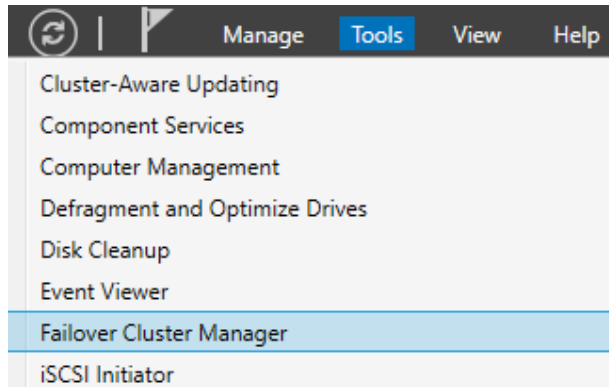 Manage Tools View Help
Cluster-Aware Updating
Component Services
Computer Management
Defragment and Optimize Drives
Disk Cleanup
Event Viewer
Failover Cluster Manager
iSCSI Initiator